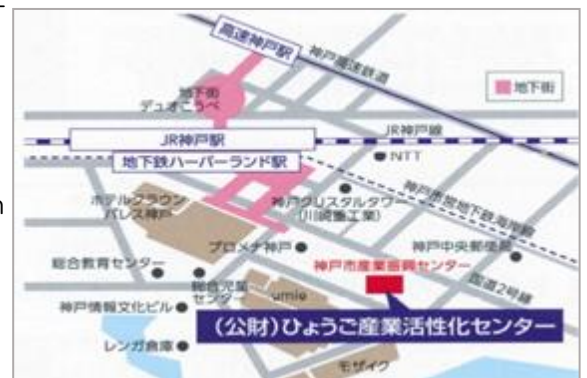 高速神戸駅
神戸高速鉄道
地下街
デュオこうべ
地下街
JR神戸駅
JR神戸線
地下鉄ハーバーランド駅
NTT
ホテルクラウン
パレス神戸
神戸クリスタルタワー
(川崎重工業)
神戸市営地下鉄海岸線
プロメナ神戸
神戸中央郵便局
総合教育センター
神戸市産業振興センター
総合児童
センター
umie
国道2号線
神戸情報文化ビル
(公財)ひょうご産業活性化センター
レンガ倉庫
モザイク